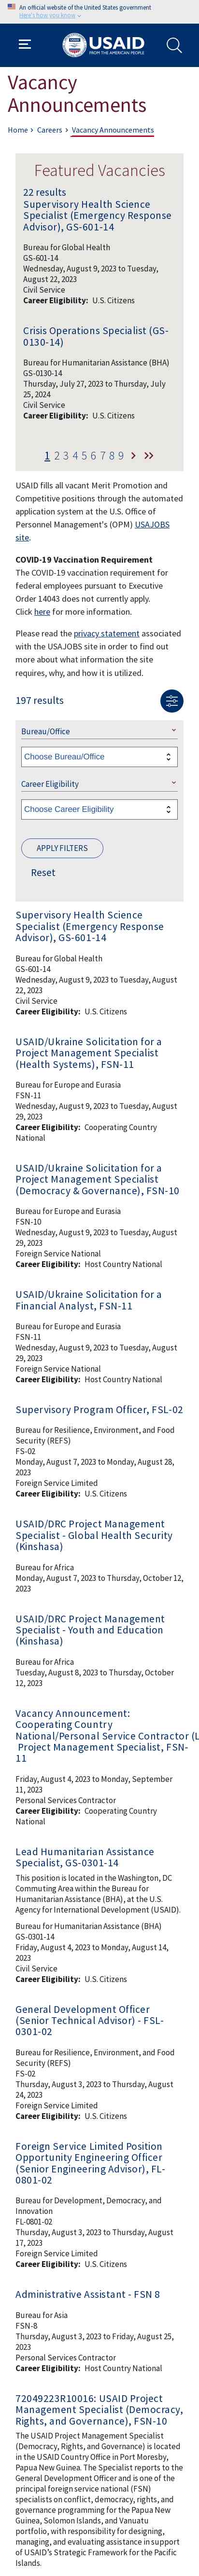 An official website of the United States government
Here's how you know
USAID
FROM THE AMERICAN PEOPLE
Vacancy
Announcements
Home > Careers > Vacancy Announcements
Featured Vacancies
22 results
Supervisory Health Science
Specialist (Emergency Response
Advisor), GS-601-14
Bureau for Global Health
GS-601-14
Wednesday, August 9, 2023 to Tuesday,
August 22, 2023
Civil Service
Career Eligibility: U.S. Citizens
Crisis Operations Specialist (GS-
0130-14)
Bureau for Humanitarian Assistance (BHA)
GS-0130-14
Thursday, July 27, 2023 to Thursday, July
25, 2024
Civil Service
Career Eligibility: U.S. Citizens
1 2 3 4 5 6 7 8 9 > >>
USAID fills all vacant Merit Promotion and
Competitive positions through the automated
application system at the U.S. Office of
Personnel Management's (OPM) USAJOBS
site.
COVID-19 Vaccination Requirement
The COVID-19 vaccination requirement for
federal employees pursuant to Executive
Order 14043 does not currently apply.
Click here for more information.
Please read the privacy statement associated
with the USAJOBS site in order to find out
more about what information the site
requires, why, and how it is utilized.
197 results
Bureau/Office
Choose Bureau/Office
Career Eligibility
Choose Career Eligibility
APPLY FILTERS
Reset
Supervisory Health Science
Specialist (Emergency Response
Advisor), GS-601-14
Bureau for Global Health
GS-601-14
Wednesday, August 9, 2023 to Tuesday, August
22, 2023
Civil Service
Career Eligibility: U.S. Citizens
USAID/Ukraine Solicitation for a
Project Management Specialist
(Health Systems), FSN-11
Bureau for Europe and Eurasia
FSN-11
Wednesday, August 9, 2023 to Tuesday, August
29, 2023
Career Eligibility: Cooperating Country
National
USAID/Ukraine Solicitation for a
Project Management Specialist
(Democracy & Governance), FSN-10
Bureau for Europe and Eurasia
FSN-10
Wednesday, August 9, 2023 to Tuesday, August
29, 2023
Foreign Service National
Career Eligibility: Host Country National
USAID/Ukraine Solicitation for a
Financial Analyst, FSN-11
Bureau for Europe and Eurasia
FSN-11
Wednesday, August 9, 2023 to Tuesday, August
29, 2023
Foreign Service National
Career Eligibility: Host Country National
Supervisory Program Officer, FSL-02
Bureau for Resilience, Environment, and Food
Security (REFS)
FS-02
Monday, August 7, 2023 to Monday, August 28,
2023
Foreign Service Limited
Career Eligibility: U.S. Citizens
USAID/DRC Project Management
Specialist - Global Health Security
(Kinshasa)
Bureau for Africa
Monday, August 7, 2023 to Thursday, October 12,
2023
USAID/DRC Project Management
Specialist - Youth and Education
(Kinshasa)
Bureau for Africa
Tuesday, August 8, 2023 to Thursday, October
12, 2023
Vacancy Announcement:
Cooperating Country
National/Personal Service Contractor (L
Project Management Specialist, FSN-
11
Friday, August 4, 2023 to Monday, September
11, 2023
Personal Services Contractor
Career Eligibility: Cooperating Country
National
Lead Humanitarian Assistance
Specialist, GS-0301-14
This position is located in the Washington, DC
Commuting Area within the Bureau for
Humanitarian Assistance (BHA), at the U.S.
Agency for International Development (USAID).
Bureau for Humanitarian Assistance (BHA)
GS-0301-14
Friday, August 4, 2023 to Monday, August 14,
2023
Civil Service
Career Eligibility: U.S. Citizens
General Development Officer
(Senior Technical Advisor) - FSL-
0301-02
Bureau for Resilience, Environment, and Food
Security (REFS)
FS-02
Thursday, August 3, 2023 to Thursday, August
24, 2023
Foreign Service Limited
Career Eligibility: U.S. Citizens
Foreign Service Limited Position
Opportunity Engineering Officer
(Senior Engineering Advisor), FL-
0801-02
Bureau for Development, Democracy, and
Innovation
FL-0801-02
Thursday, August 3, 2023 to Thursday, August
17, 2023
Foreign Service Limited
Career Eligibility: U.S. Citizens
Administrative Assistant - FSN 8
Bureau for Asia
FSN-8
Thursday, August 3, 2023 to Friday, August 25,
2023
Personal Services Contractor
Career Eligibility: Host Country National
72049223R10016: USAID Project
Management Specialist (Democracy,
Rights, and Governance), FSN-10
The USAID Project Management Specialist
(Democracy, Rights, and Governance) is located
in the USAID Country Office in Port Moresby,
Papua New Guinea. The Specialist reports to the
General Development Officer and is one of the
principal foreign service national (FSN)
specialists on conflict, democracy, rights, and
governance programming for the Papua New
Guinea, Solomon Islands, and Vanuatu
portfolio, with responsibility for designing,
managing, and evaluating assistance in support
of USAID's Strategic Framework for the Pacific
Islands.